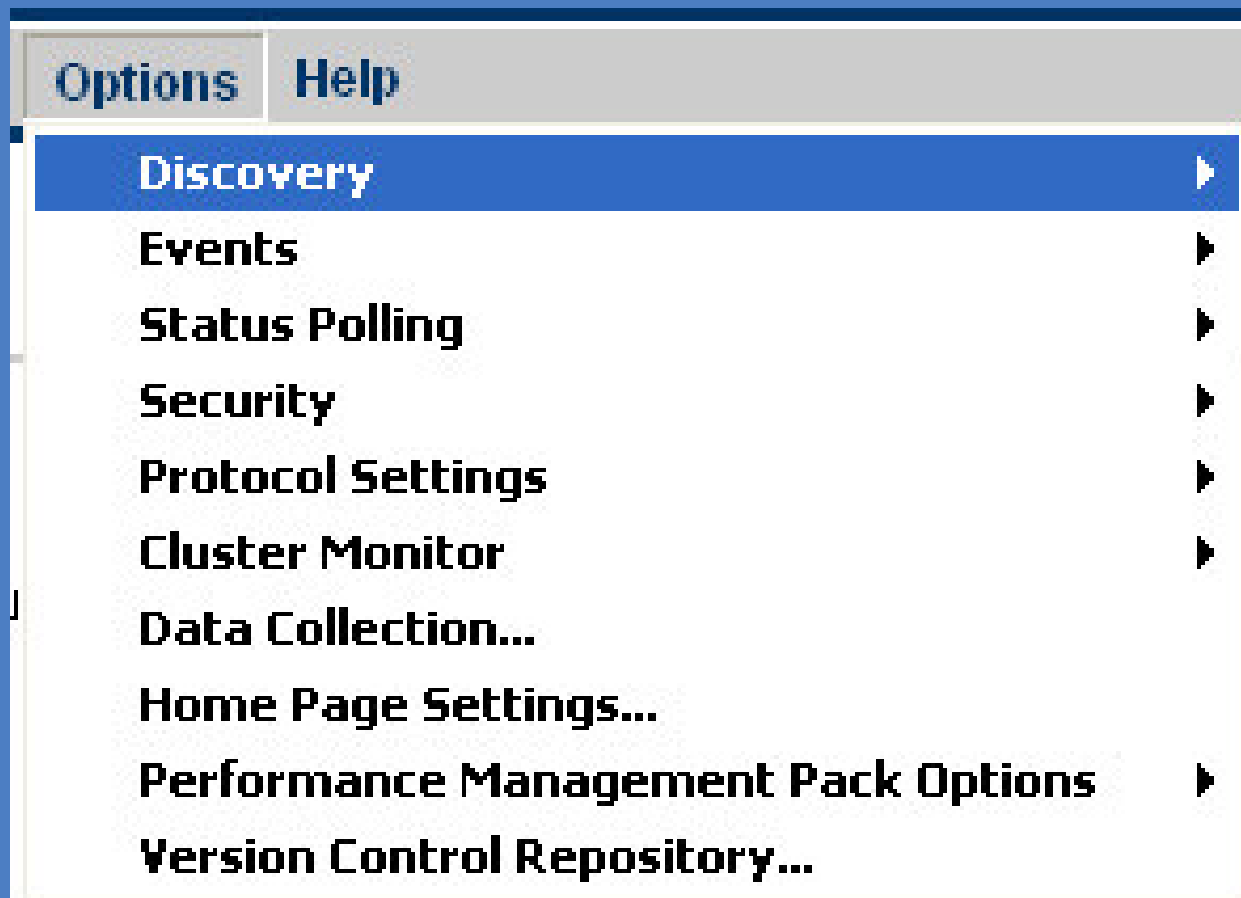 Options Help
Discovery
Events
Status Polling
Security
Protocol Settings
Cluster Monitor
Data Collection...
Home Page Settings...
Performance Management Pack Options
Version Control Repository...